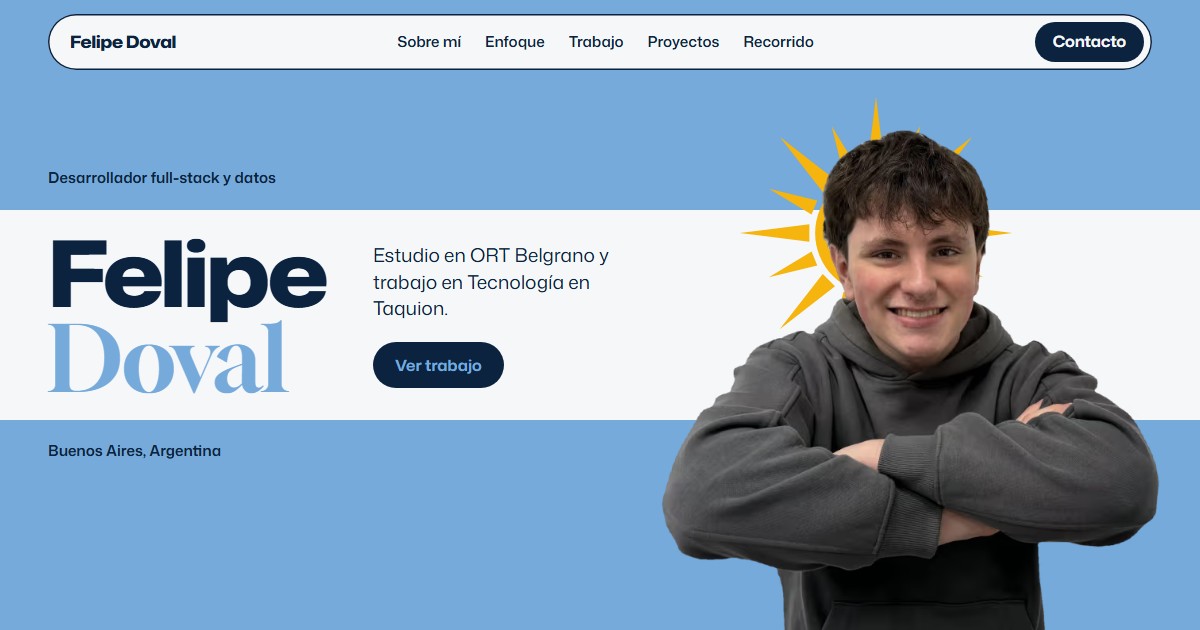 Felipe Doval
Sobre mí
Enfoque
Trabajo
Proyectos
Recorrido
Contacto
Desarrollador full-stack y datos
Felipe
Doval
Estudio en ORT Belgrano y
trabajo en Tecnología en
Taquion.
Ver trabajo
Buenos Aires, Argentina